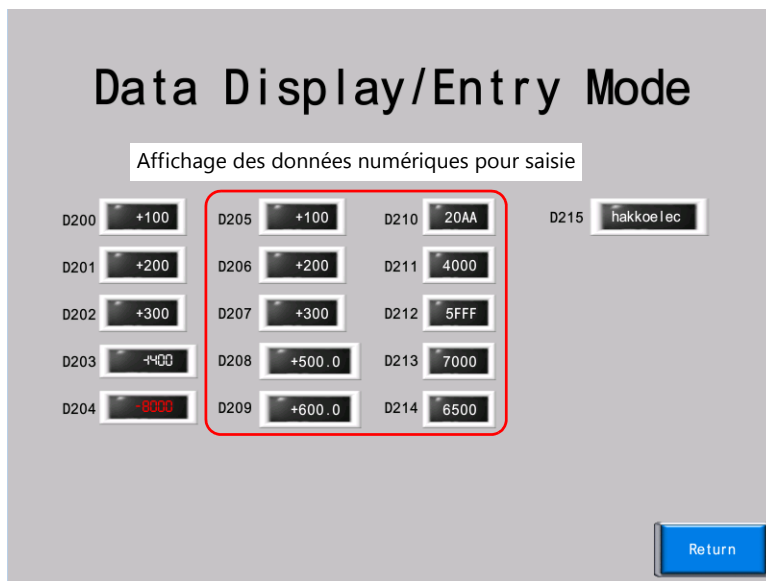 Data Display/Entry Mode
Affichage des données numériques pour saisie
D200 +100 D205 +100 D210 20AA D215 hakkoelec
D201 +200 D206 +200 D211 4000
D202 +300 D207 +300 D212 5FFF
D203 +400 D208 +500.0 D213 7000
D204 -8000 D209 +600.0 D214 6500
Return